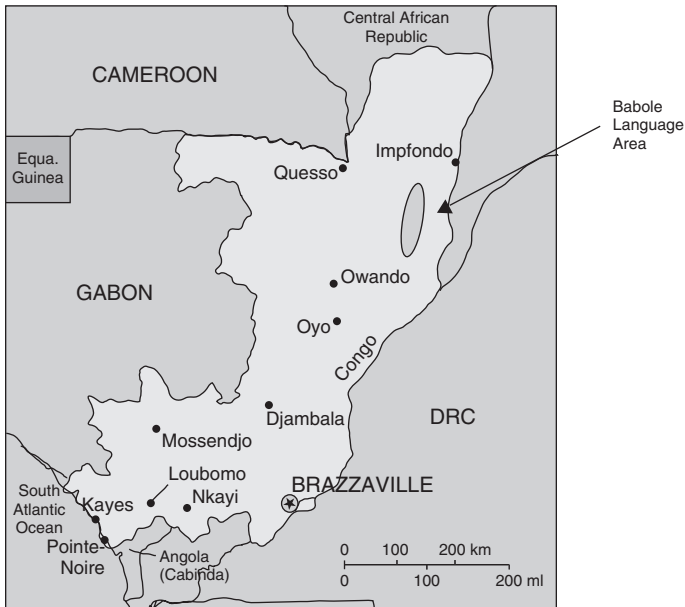 Central African
Republic
CAMEROON
Babole
Language
Area
Equa.
Guinea
Impfondo
Quesso
Owando
GABON
Oyo
Congo
DRC
Djambala
Mossendjo
Loubomo
BRAZZAVILLE
Nkayi
South
Atlantic
Ocean
Kayes
Pointe-
Noire
Angola
(Cabinda)
0 100 200 km
0 100 200 ml